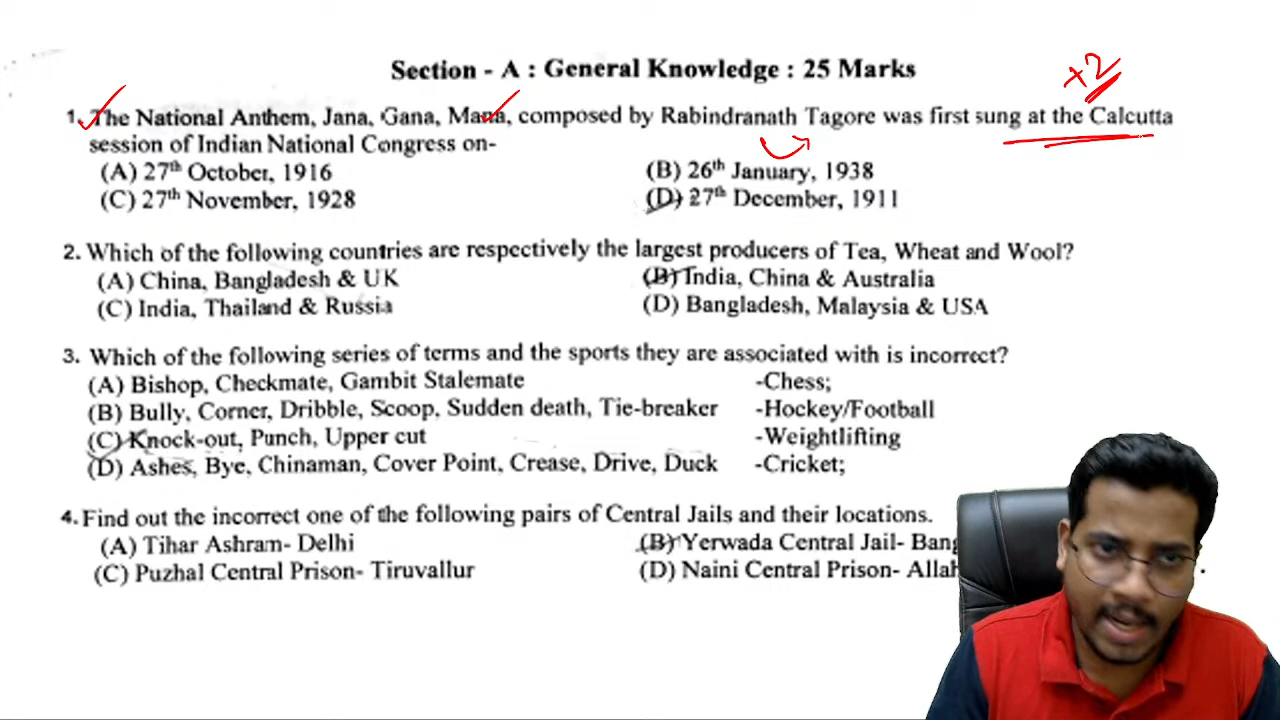 Section - A : General Knowledge : 25 Marks
+2
1. The National Anthem, Jana, Gana, Mana, composed by Rabindranath Tagore was first sung at the Calcutta
session of Indian National Congress on-
(A) 27th October, 1916 (B) 26th January, 1938
(C) 27th November, 1928 (D) 27th December, 1911
2. Which of the following countries are respectively the largest producers of Tea, Wheat and Wool?
(A) China, Bangladesh & UK (B) India, China & Australia
(C) India, Thailand & Russia (D) Bangladesh, Malaysia & USA
3. Which of the following series of terms and the sports they are associated with is incorrect?
(A) Bishop, Checkmate, Gambit Stalemate -Chess;
(B) Bully, Corner, Dribble, Scoop, Sudden death, Tie-breaker -Hockey/Football
(C) Knock-out, Punch, Upper cut -Weightlifting
(D) Ashes, Bye, Chinaman, Cover Point, Crease, Drive, Duck -Cricket;
4. Find out the incorrect one of the following pairs of Central Jails and their locations.
(A) Tihar Ashram- Delhi (B) Yerwada Central Jail- Bang
(C) Puzhal Central Prison- Tiruvallur (D) Naini Central Prison- Allah